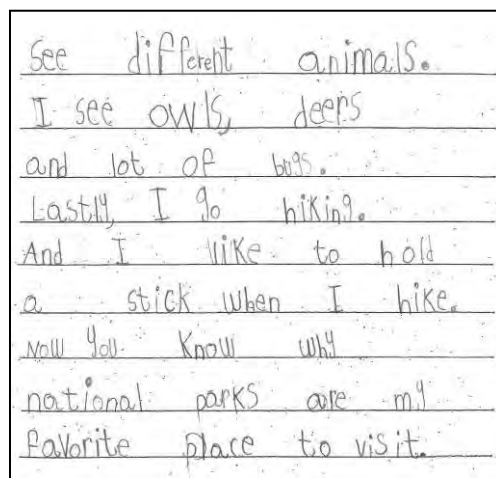 See different animals.
I see owls, deers
and lot of bugs.
Lastly, I go hiking.
And I like to hold
a stick when I hike.
Now you know why
national parks are my
favorite place to visit.